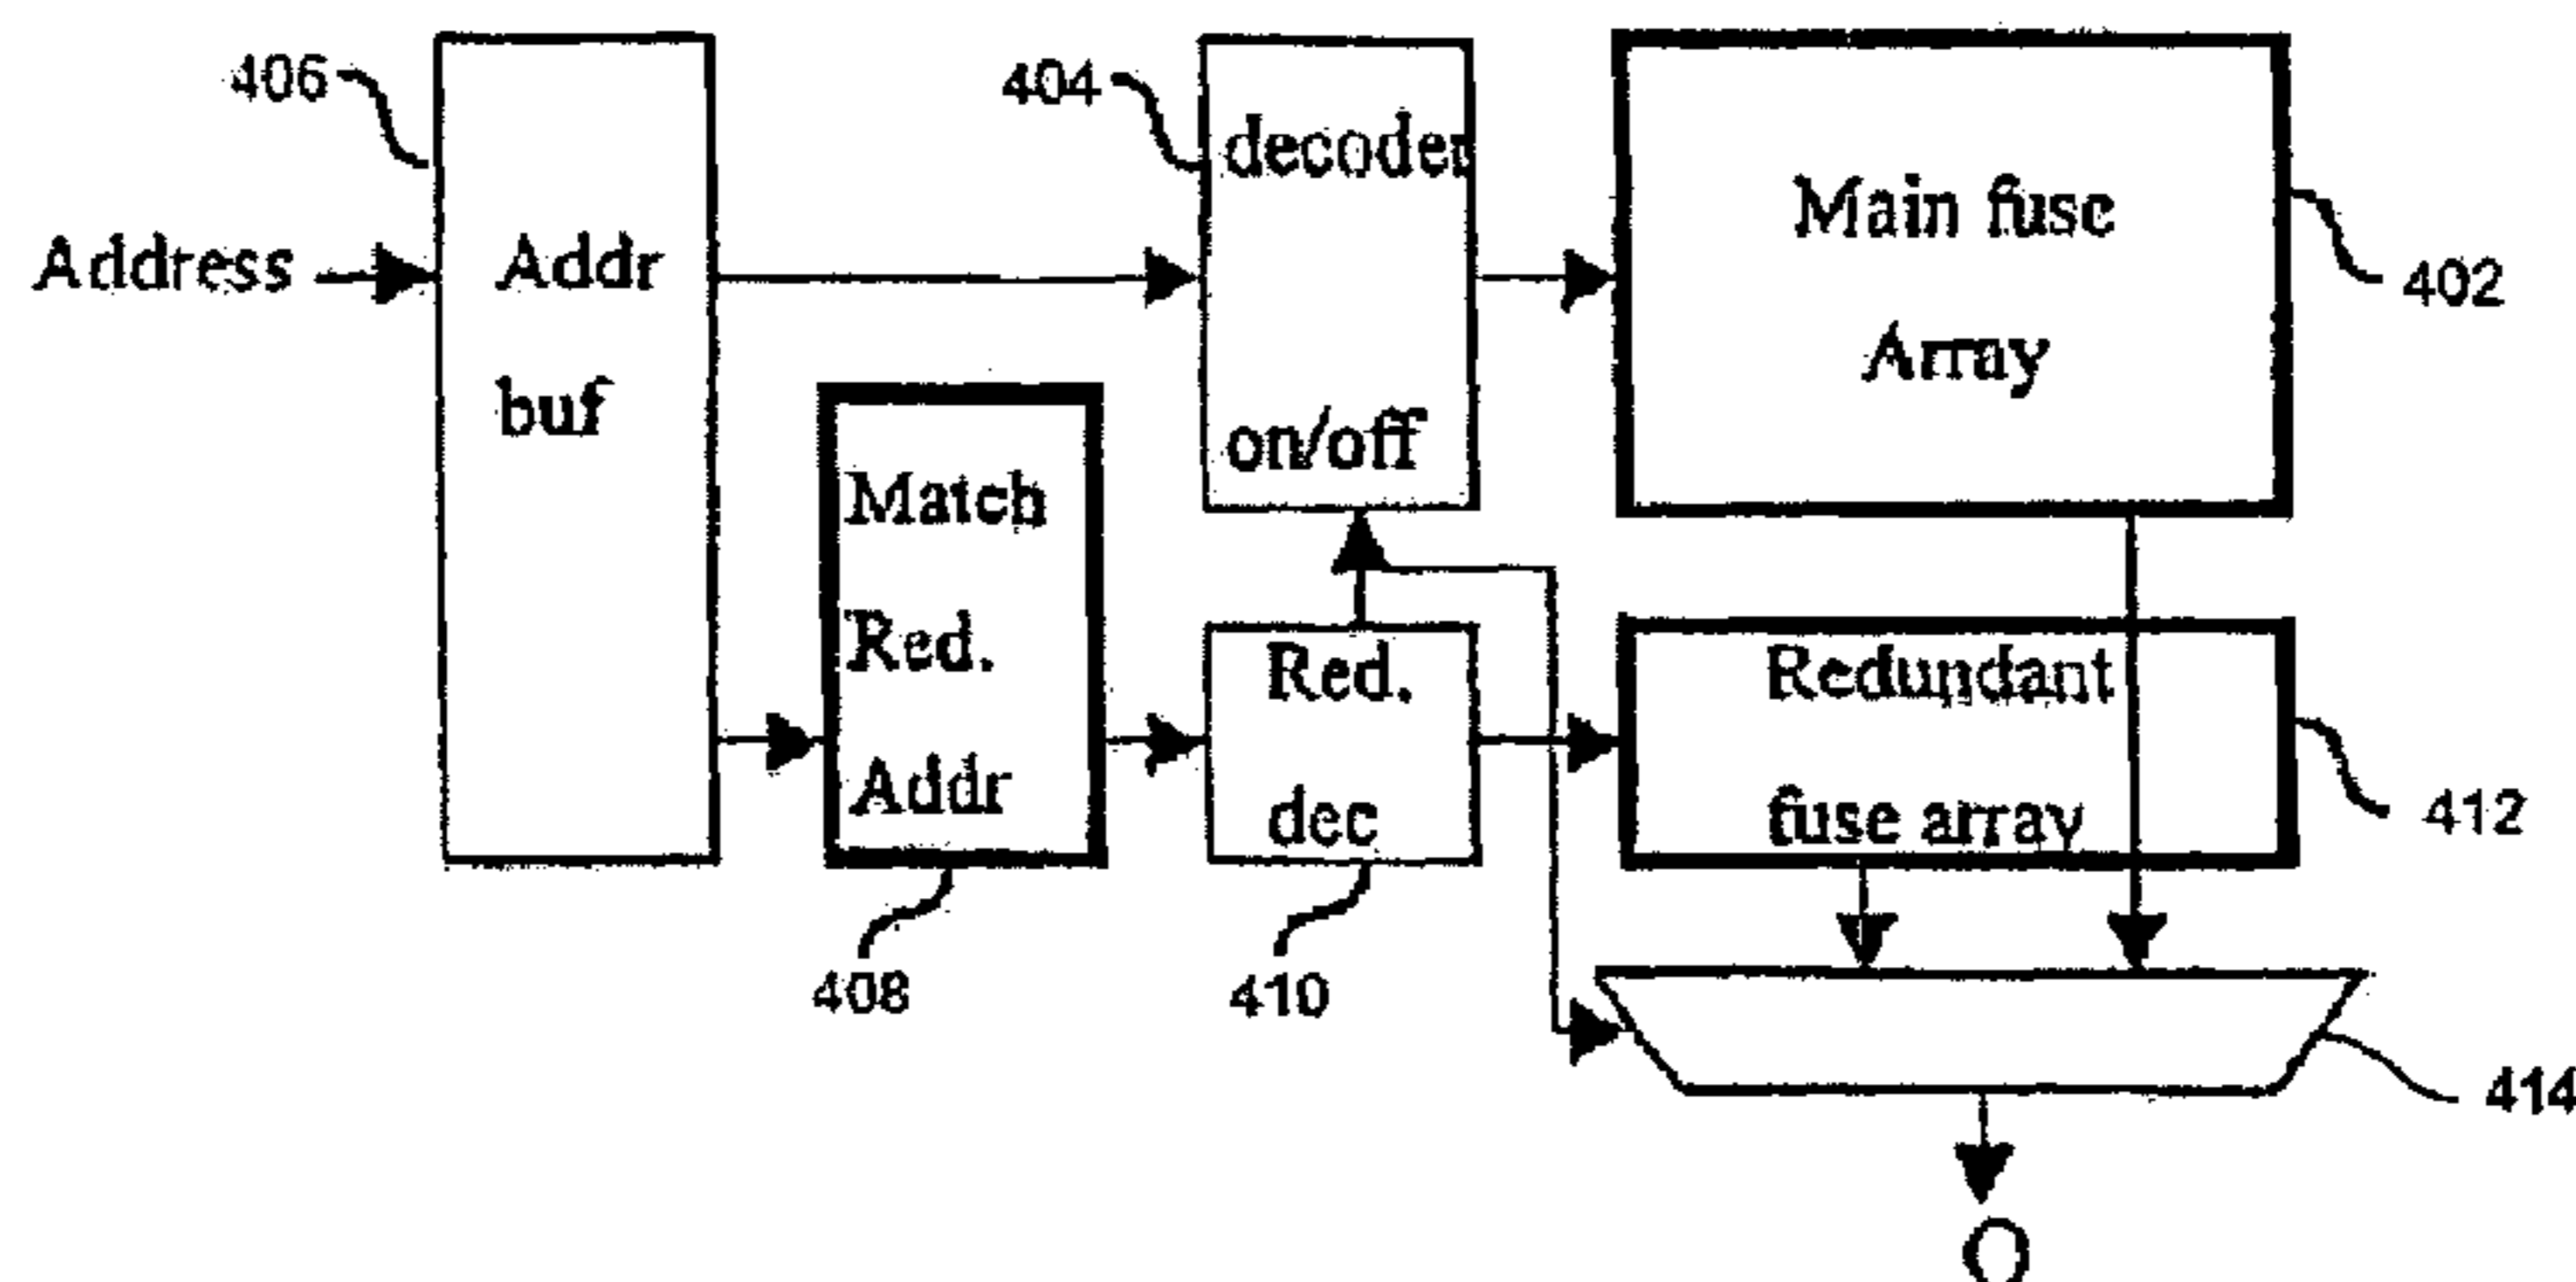 406
Address
Addr
buf
404
decoder
on/off
Main fuse
Array
402
Match
Red.
Addr
408
Red.
dec
410
Redundant
fuse array
412
414